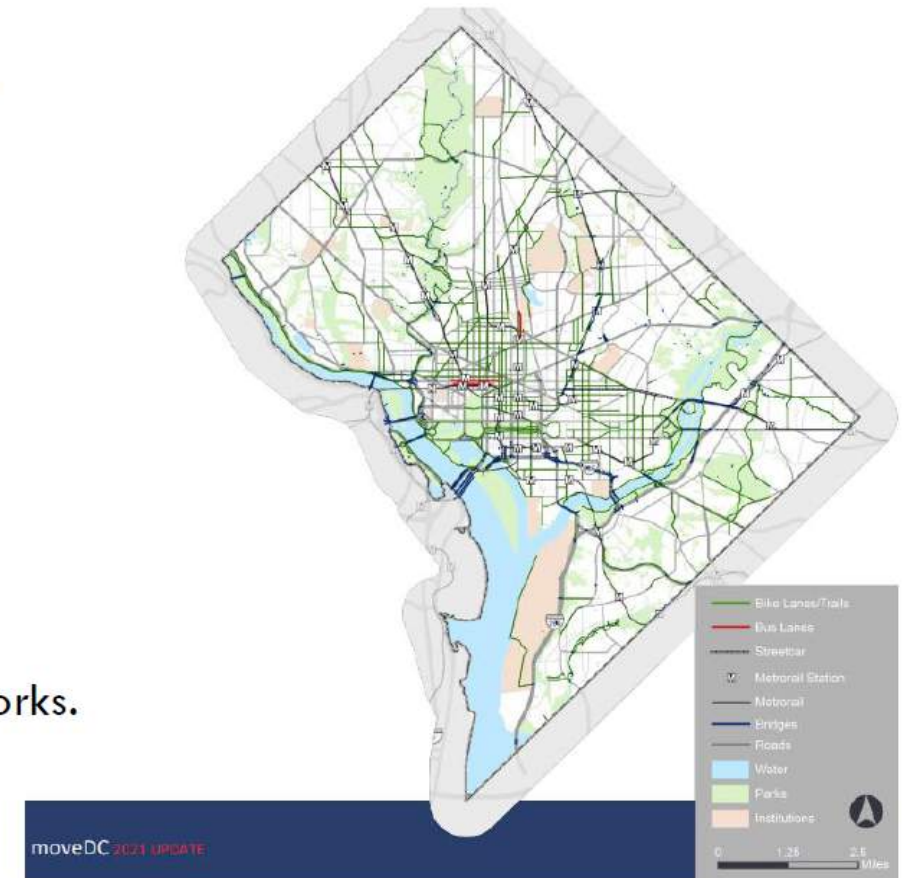 orks.
moveDC 2021 UPDATE
Bike Lanes/Trails
Bus Lanes
Streetcar
M Metrorail Station
Metrorail
Bridges
Roads
Water
Parks
Institutions
0 1.25 2.5
Miles